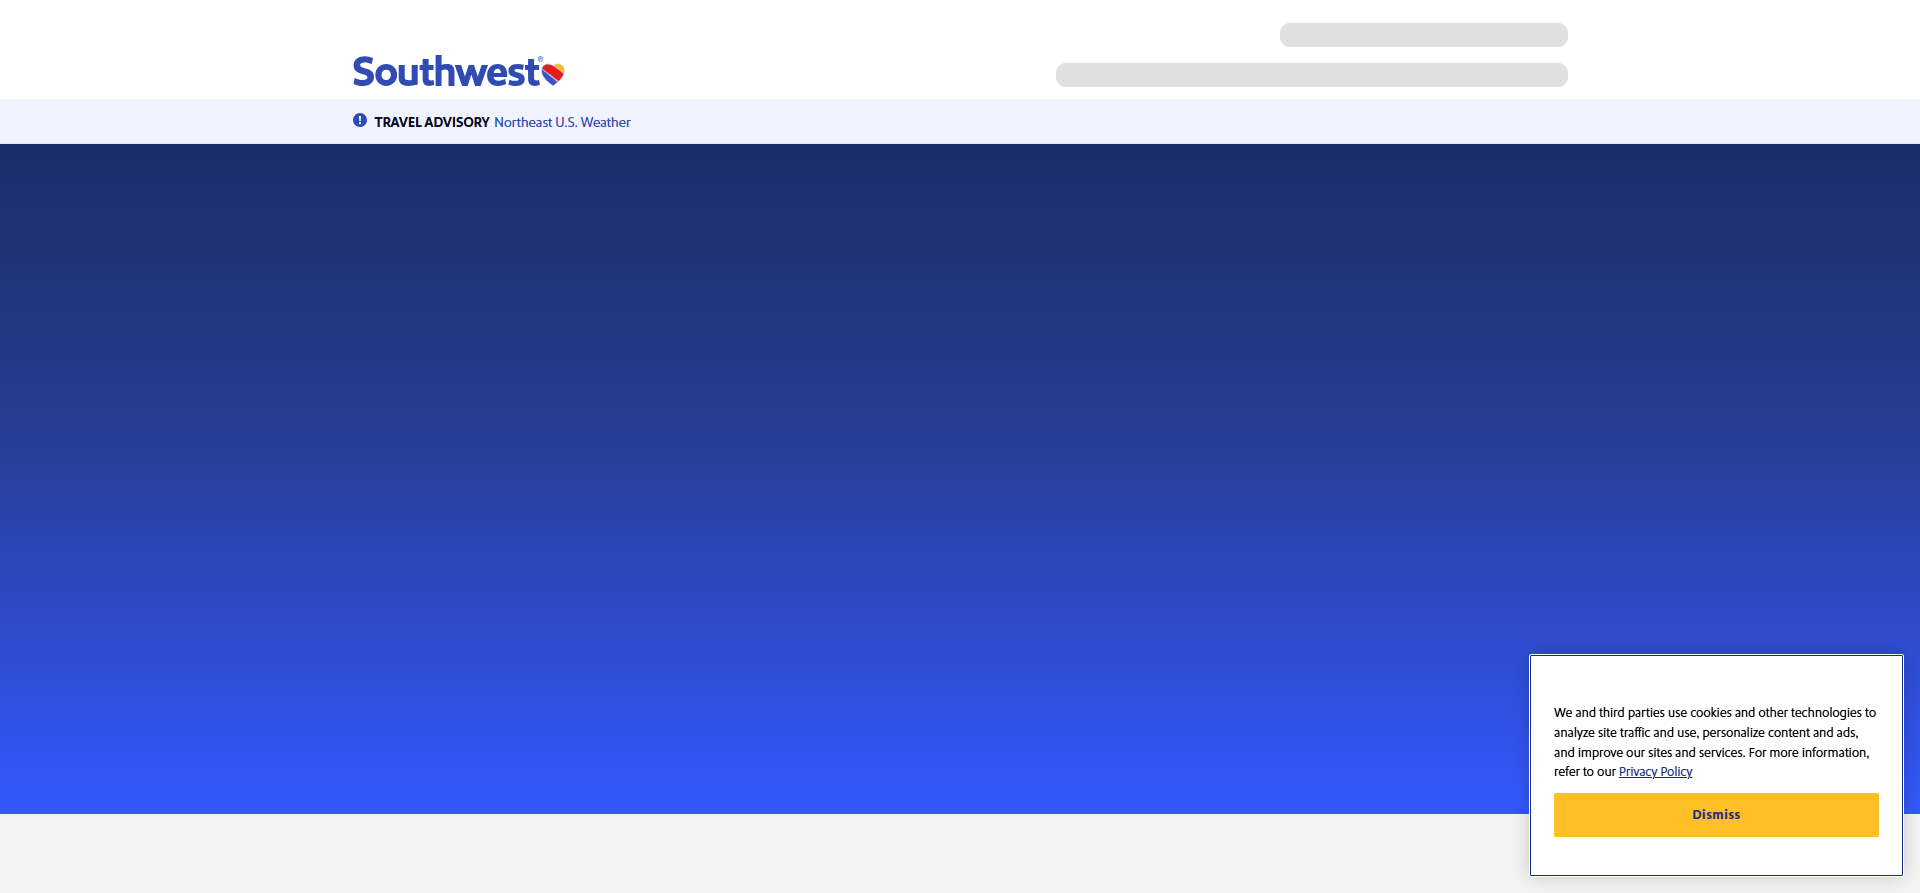 Southwest®
TRAVEL ADVISORY Northeast U.S. Weather
We and third parties use cookies and other technologies to
analyze site traffic and use, personalize content and ads,
and improve our sites and services. For more information,
refer to our Privacy Policy
Dismiss